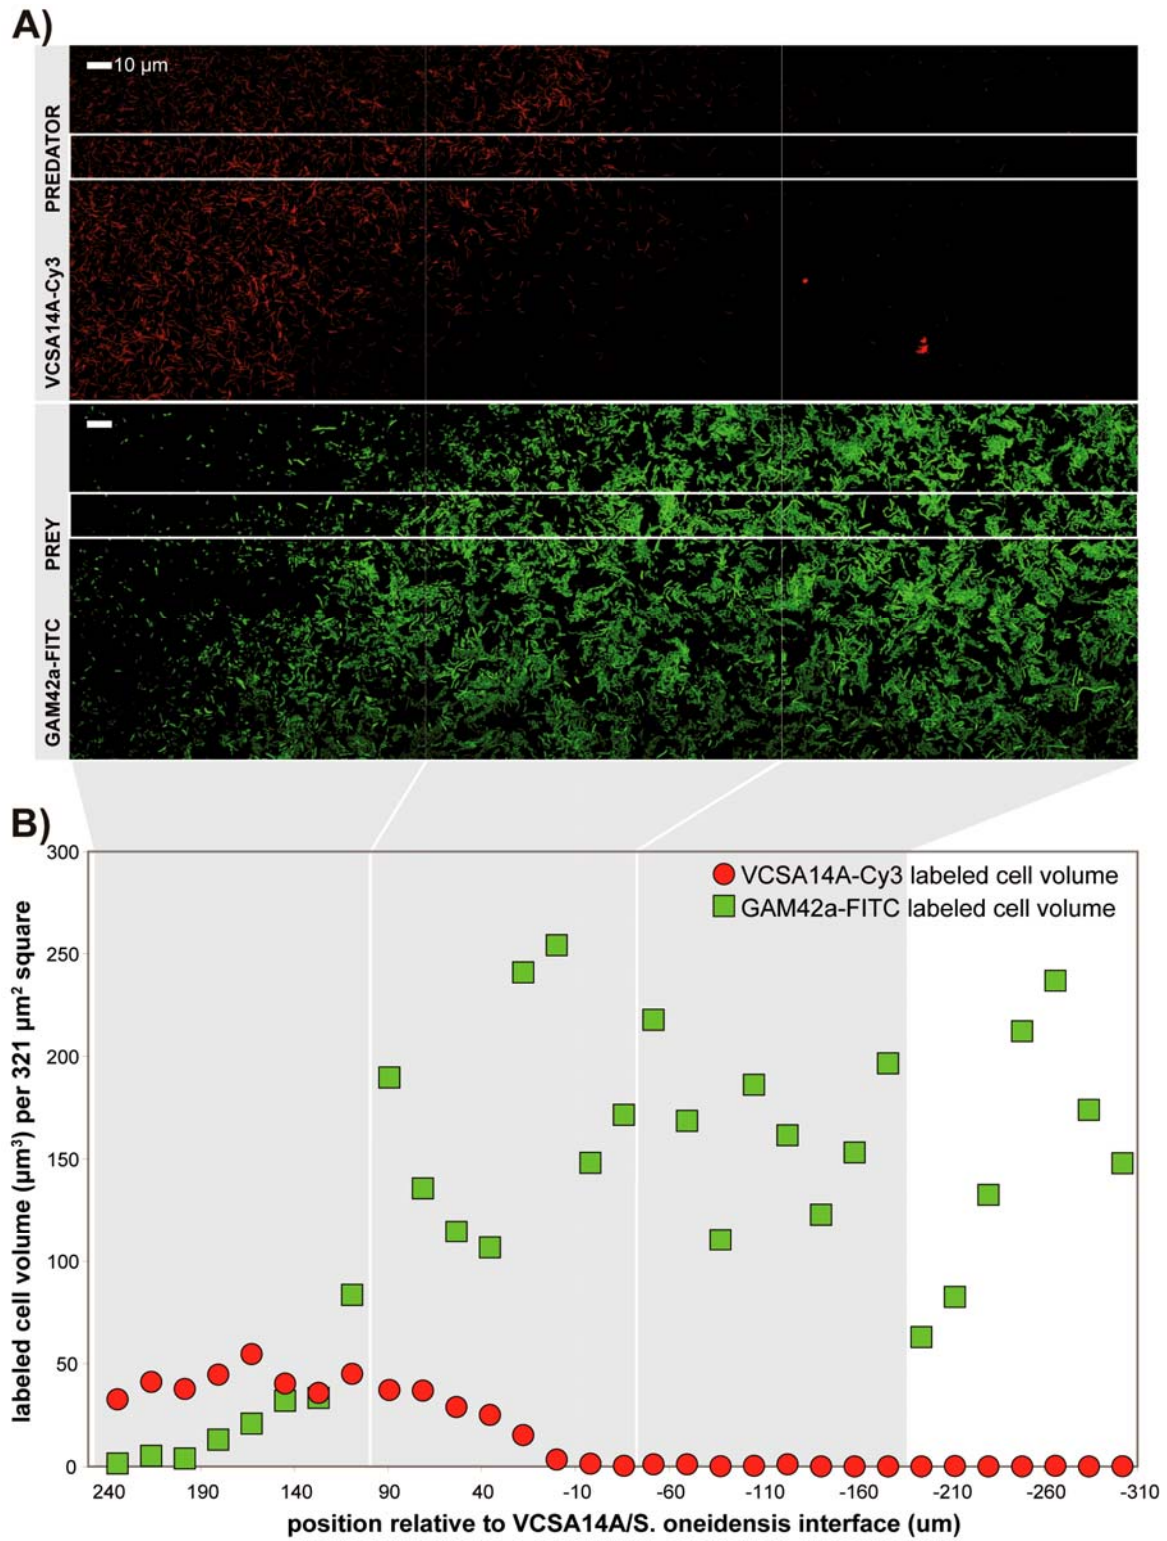 A)
10 µm
PREDATOR
VCSA14A-Cy3
PREY
GAM42a-FITC
B)
300
250
200
150
100
50
0
labeled cell volume (µm³) per 321 µm² square
VCSA14A-Cy3 labeled cell volume
GAM42a-FITC labeled cell volume
240 190 140 90 40 -10 -60 -110 -160 -210 -260 -310
position relative to VCSA14A/S. oneidensis interface (um)